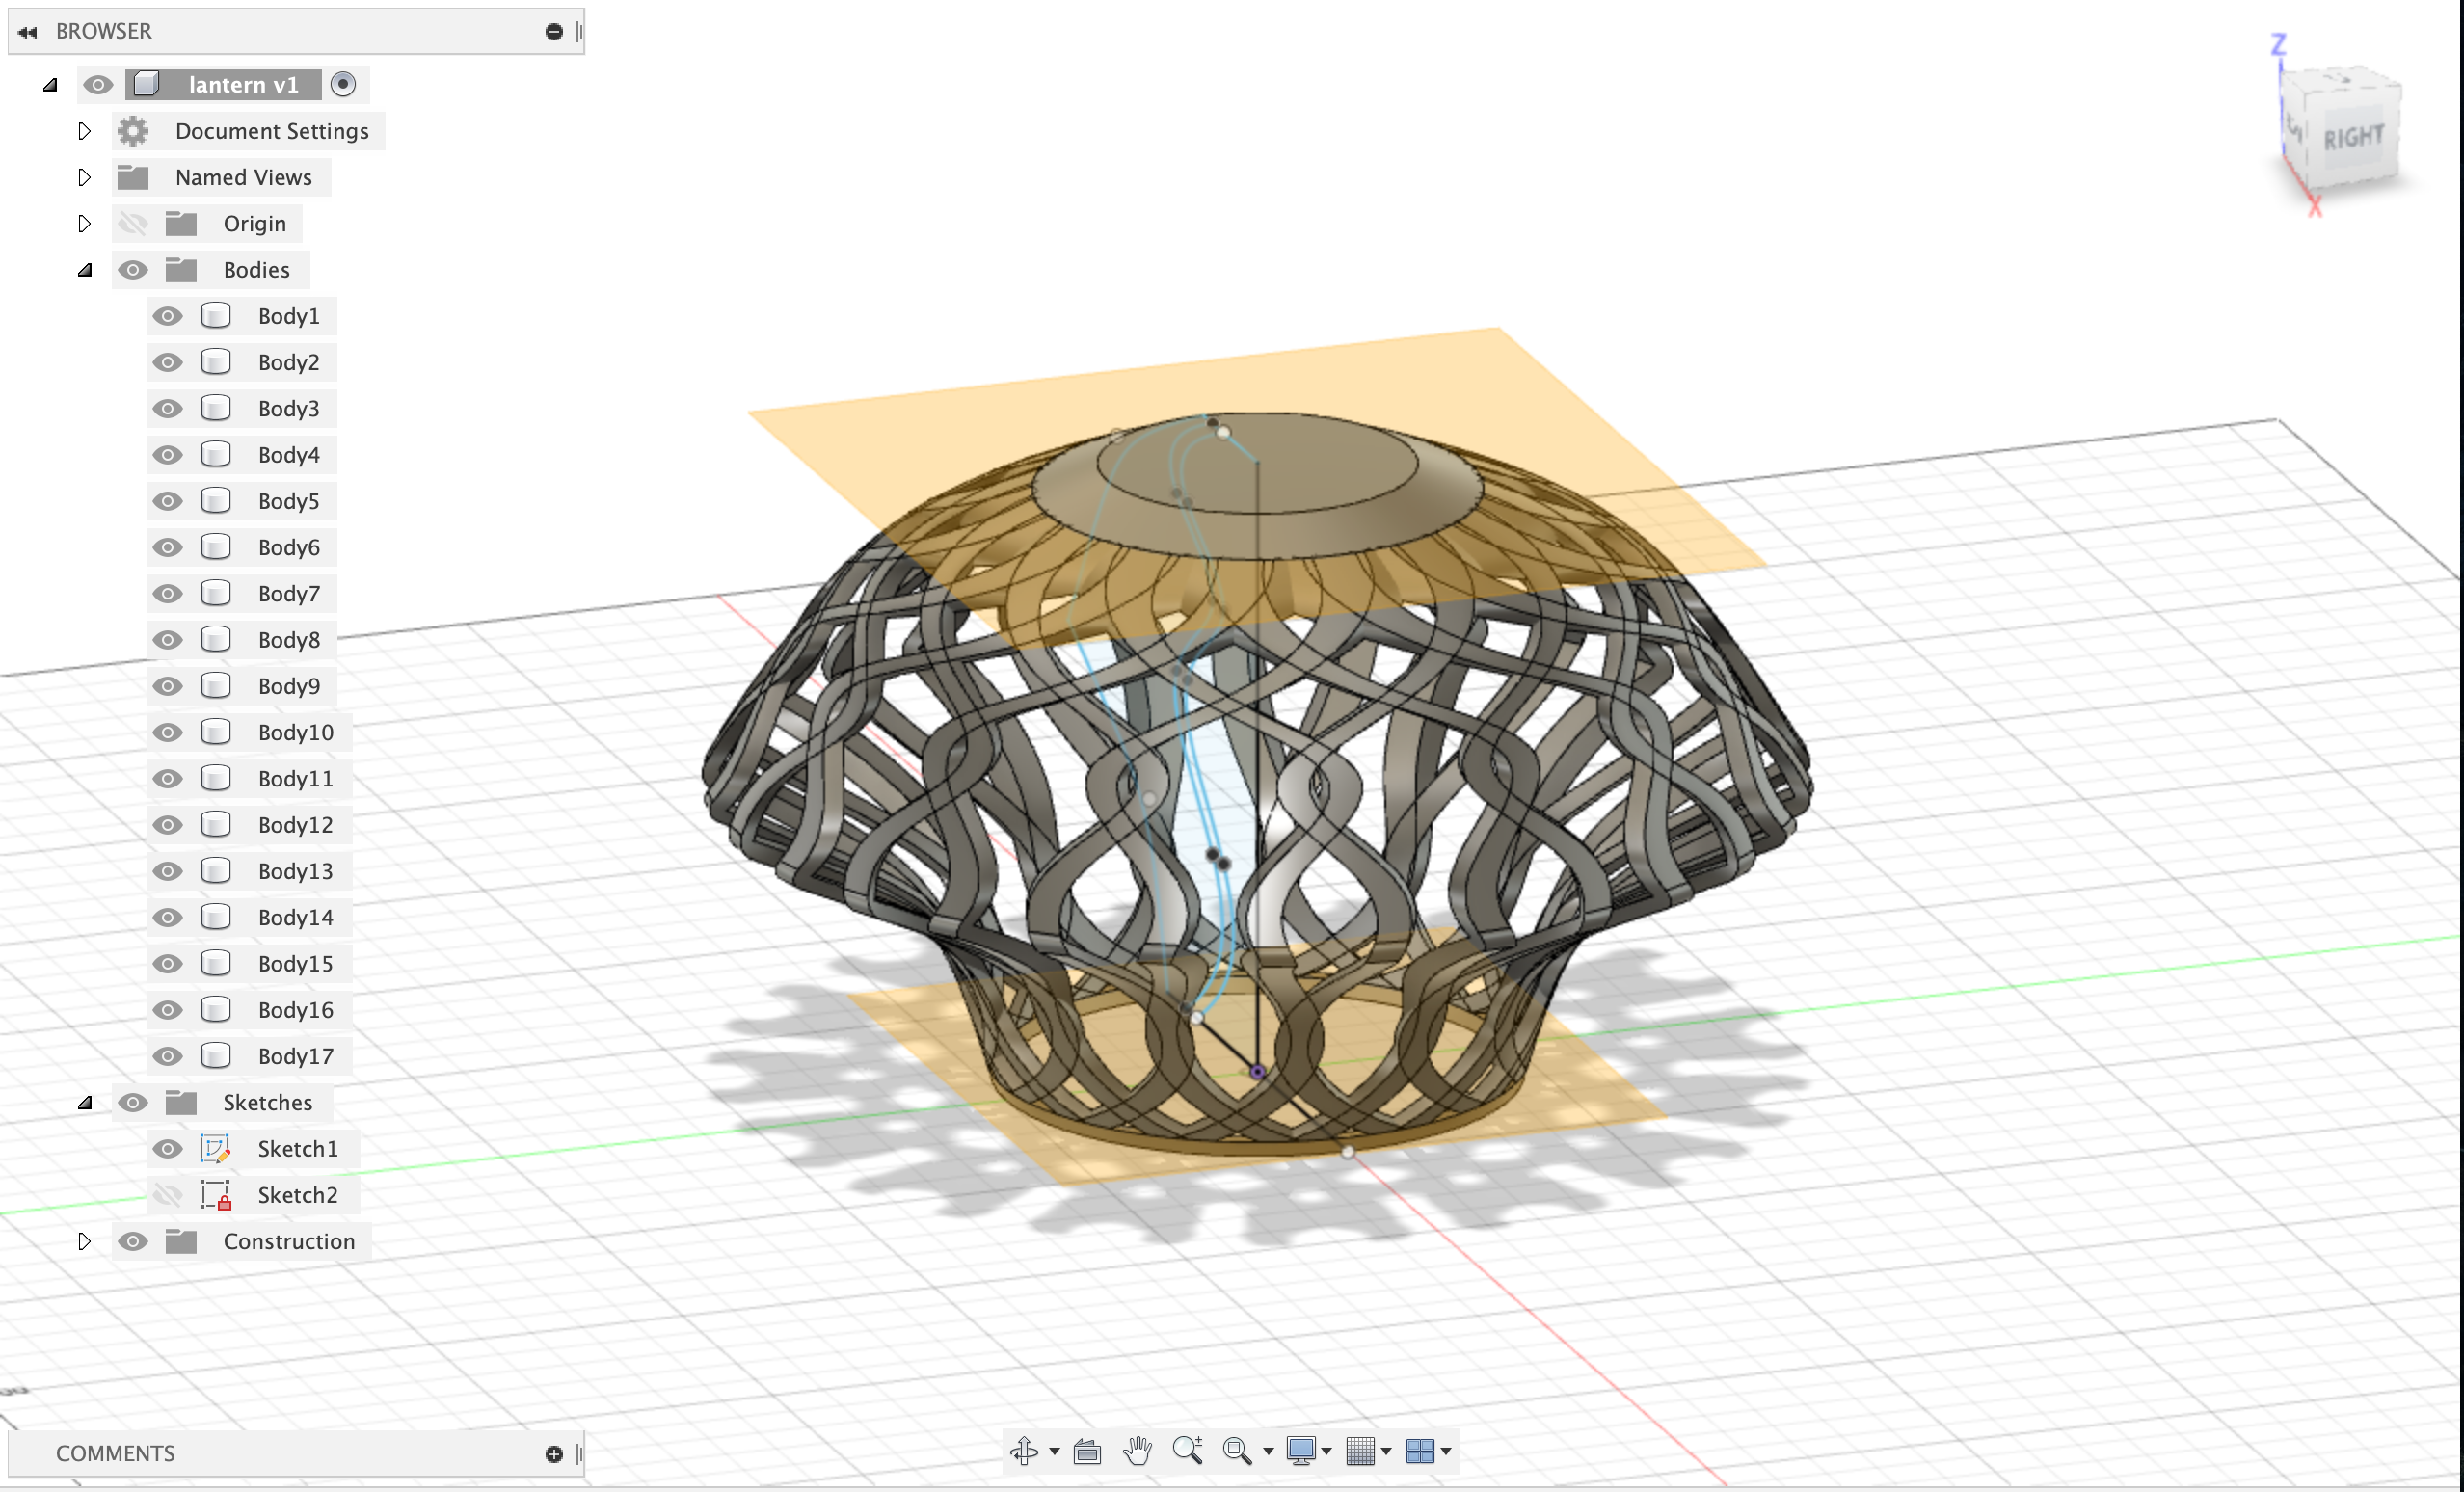 BROWSER
lantern v1
Document Settings
Named Views
Origin
Bodies
Body1
Body2
Body3
Body4
Body5
Body6
Body7
Body8
Body9
Body10
Body11
Body12
Body13
Body14
Body15
Body16
Body17
Sketches
Sketch1
Sketch2
Construction
COMMENTS
Z
RIGHT
X